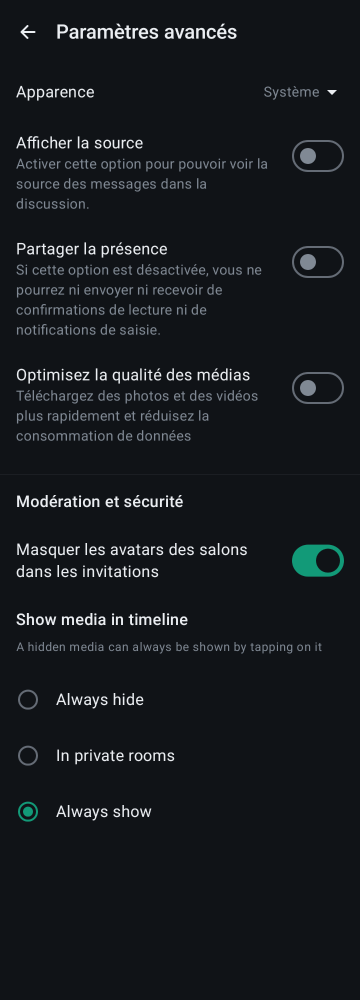 Paramètres avancés
Apparence
Système
Afficher la source
Activer cette option pour pouvoir voir la
source des messages dans la
discussion.
Partager la présence
Si cette option est désactivée, vous ne
pourrez ni envoyer ni recevoir de
confirmations de lecture ni de
notifications de saisie.
Optimisez la qualité des médias
Téléchargez des photos et des vidéos
plus rapidement et réduisez la
consommation de données
Modération et sécurité
Masquer les avatars des salons
dans les invitations
Show media in timeline
A hidden media can always be shown by tapping on it
Always hide
In private rooms
Always show